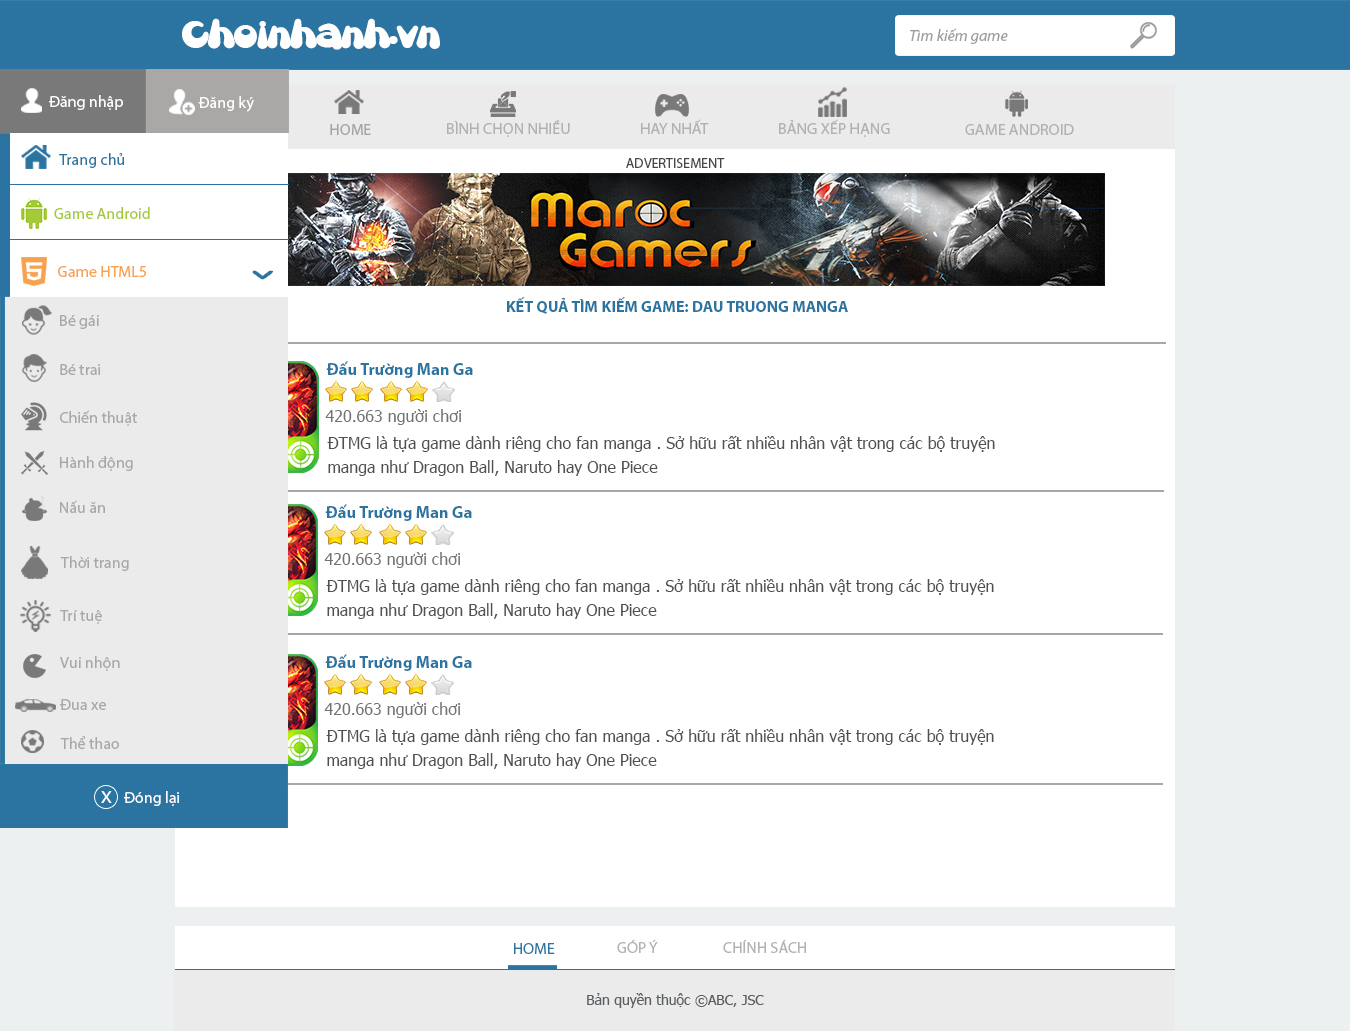 Choinhanh.vn
Tìm kiếm game
Đăng nhập
Đăng ký
HOME
BÌNH CHỌN NHIỀU
HAY NHẤT
BẢNG XẾP HẠNG
GAME ANDROID
Trang chủ
Game Android
Game HTML5
Bé gái
Bé trai
Chiến thuật
Hành động
Nấu ăn
Thời trang
Trí tuệ
Vui nhộn
Đua xe
Thể thao
X Đóng lại
ADVERTISEMENT
Maroc
Gamers
KẾT QUẢ TÌM KIẾM GAME: DAU TRUONG MANGA
Đấu Trường Man Ga
420.663 người chơi
ĐTMG là tựa game dành riêng cho fan manga . Sở hữu rất nhiều nhân vật trong các bộ truyện
manga như Dragon Ball, Naruto hay One Piece
Đấu Trường Man Ga
420.663 người chơi
ĐTMG là tựa game dành riêng cho fan manga . Sở hữu rất nhiều nhân vật trong các bộ truyện
manga như Dragon Ball, Naruto hay One Piece
Đấu Trường Man Ga
420.663 người chơi
ĐTMG là tựa game dành riêng cho fan manga . Sở hữu rất nhiều nhân vật trong các bộ truyện
manga như Dragon Ball, Naruto hay One Piece
HOME
GÓP Ý
CHÍNH SÁCH
Bản quyền thuộc ©ABC, JSC